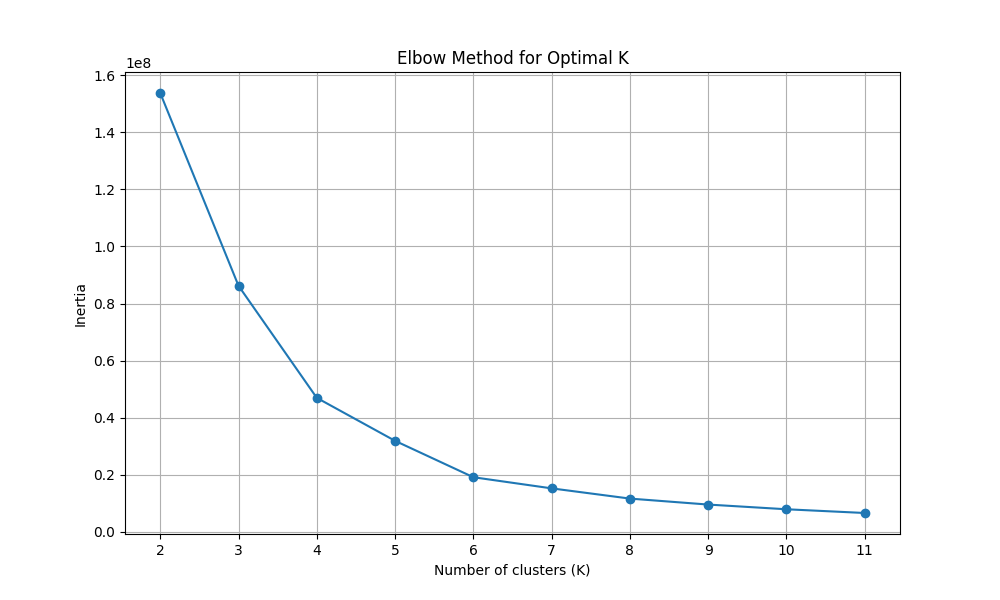 Elbow Method for Optimal K
1e8
1.6
1.4
1.2
1.0
0.8
0.6
0.4
0.2
0.0
Inertia
2 3 4 5 6 7 8 9 10 11
Number of clusters (K)